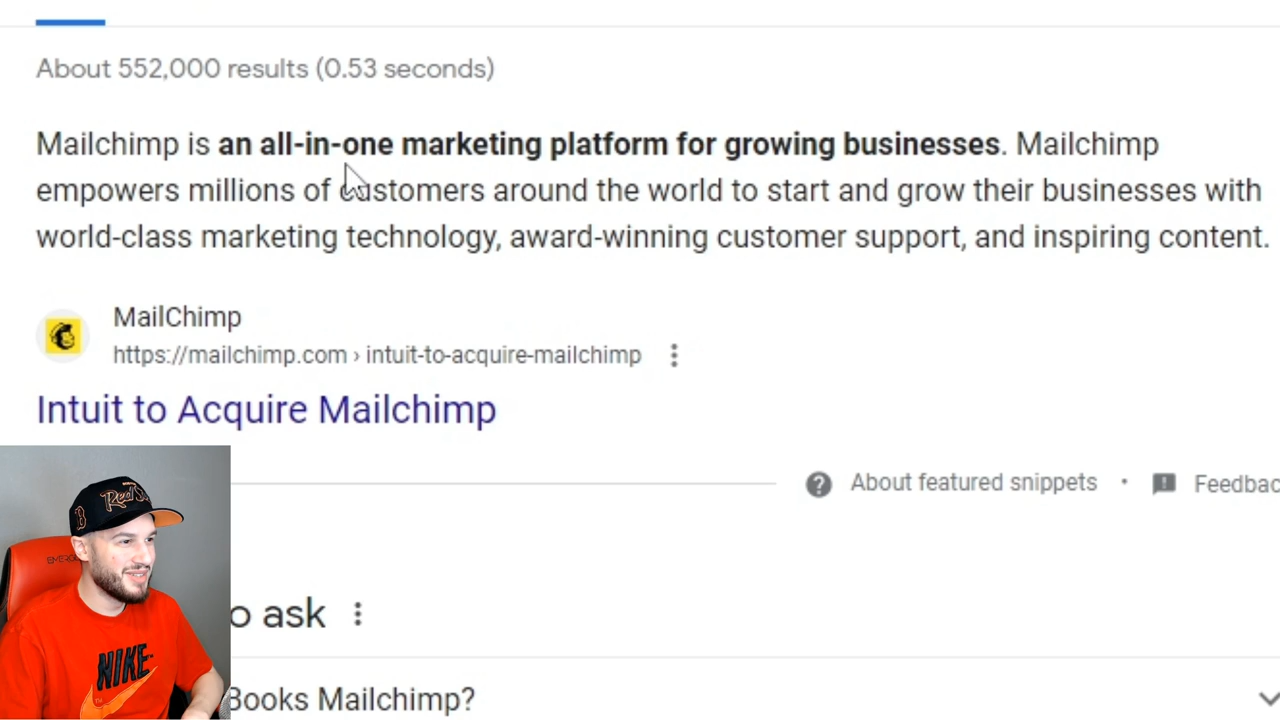 About 552,000 results (0.53 seconds)
Mailchimp is an all-in-one marketing platform for growing businesses. Mailchimp
empowers millions of customers around the world to start and grow their businesses with
world-class marketing technology, award-winning customer support, and inspiring content.
MailChimp
https://mailchimp.com › intuit-to-acquire-mailchimp
Intuit to Acquire Mailchimp
About featured snippets • Feedbac
o ask
Books Mailchimp?
Red
B
NIKE